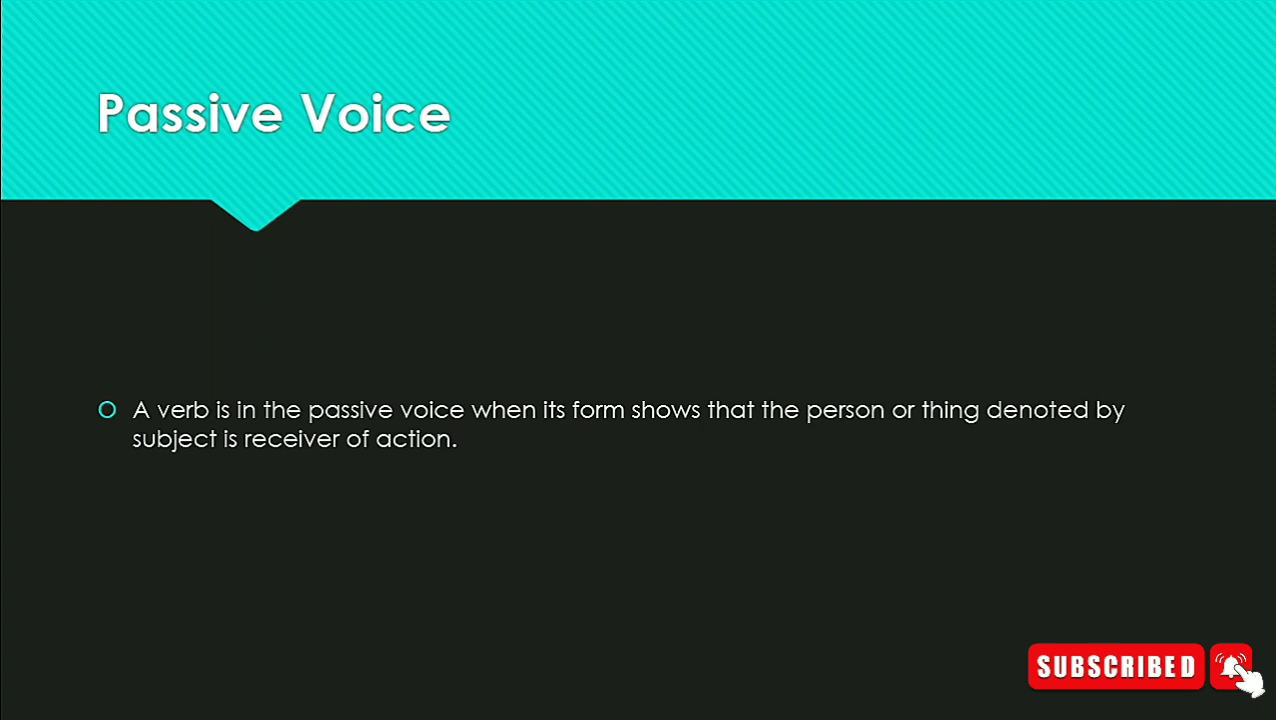 Passive Voice
A verb is in the passive voice when its form shows that the person or thing denoted by
subject is receiver of action.
SUBSCRIBED